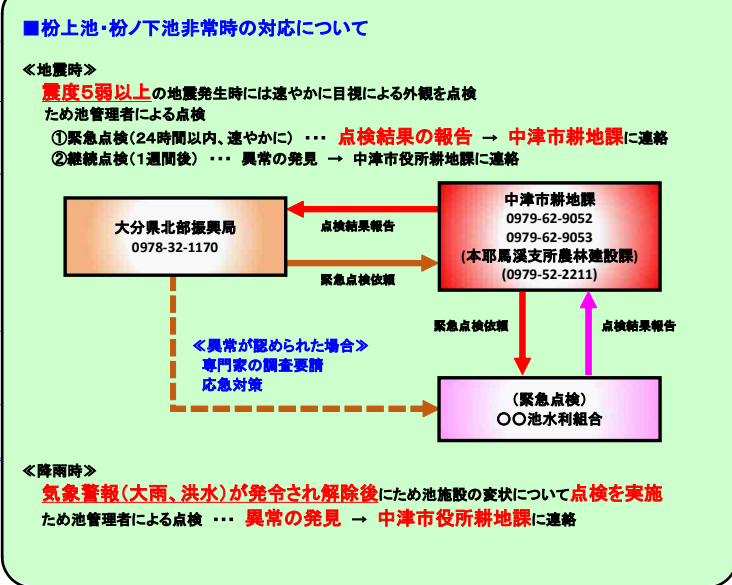 ■枌上池・枌ノ下池非常時の対応について
≪地震時≫
震度5弱以上の地震発生時には速やかに目視による外観を点検
ため池管理者による点検
①緊急点検(24時間以内、速やかに) ・・・ 点検結果の報告 → 中津市耕地課に連絡
②継続点検(1週間後) ・・・ 異常の発見 → 中津市役所耕地課に連絡
大分県北部振興局
0978-32-1170
点検結果報告
緊急点検依頼
中津市耕地課
0979-62-9052
0979-62-9053
(本耶馬溪支所農林建設課)
(0979-52-2211)
緊急点検依頼
点検結果報告
≪異常が認められた場合≫
専門家の調査要請
応急対策
(緊急点検)
〇〇池水利組合
≪降雨時≫
気象警報(大雨、洪水)が発令され解除後にため池施設の変状について点検を実施
ため池管理者による点検 ・・・ 異常の発見 → 中津市役所耕地課に連絡